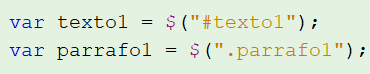 var texto1 = $("#texto1");
var parrafo1 = $(".parrafo1");